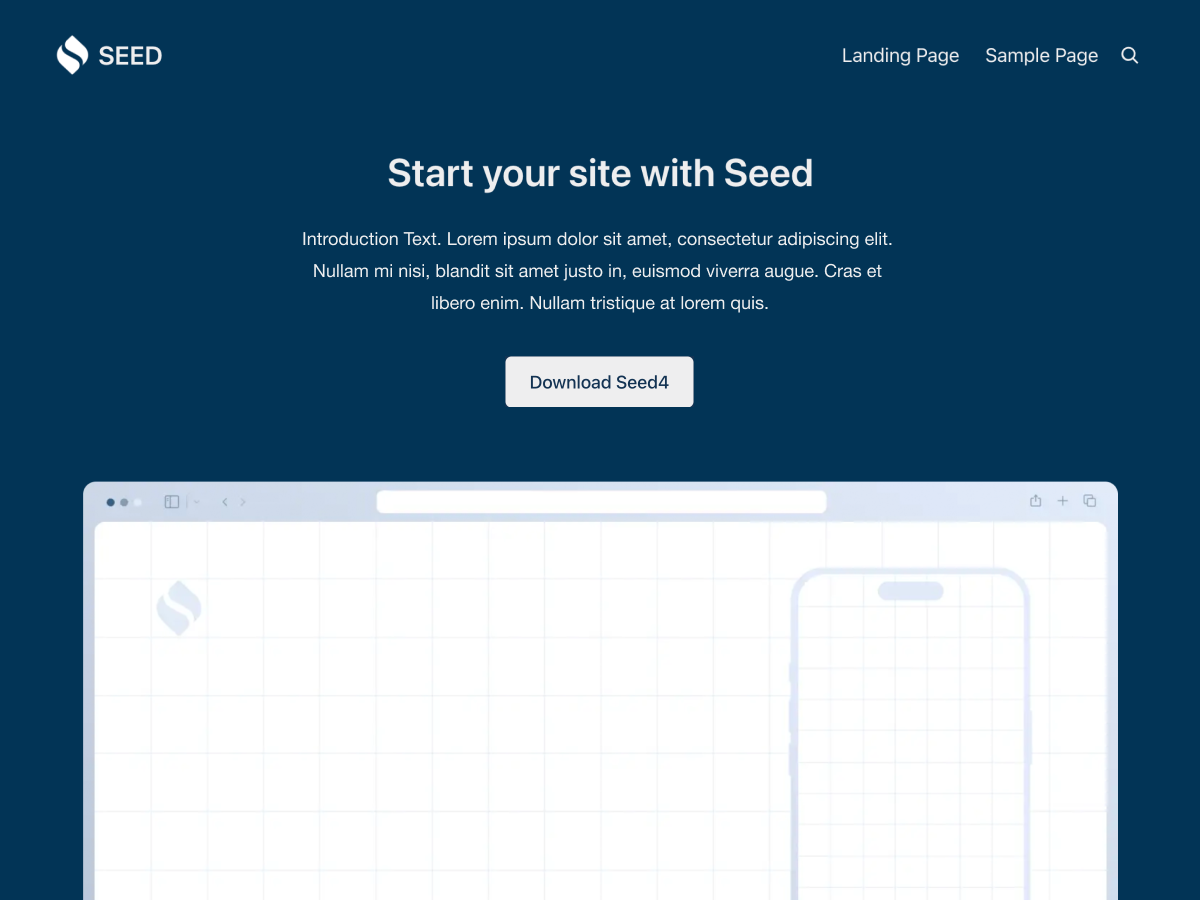 SEED
Landing Page
Sample Page
Start your site with Seed
Introduction Text. Lorem ipsum dolor sit amet, consectetur adipiscing elit.
Nullam mi nisi, blandit sit amet justo in, euismod viverra augue. Cras et
libero enim. Nullam tristique at lorem quis.
Download Seed4